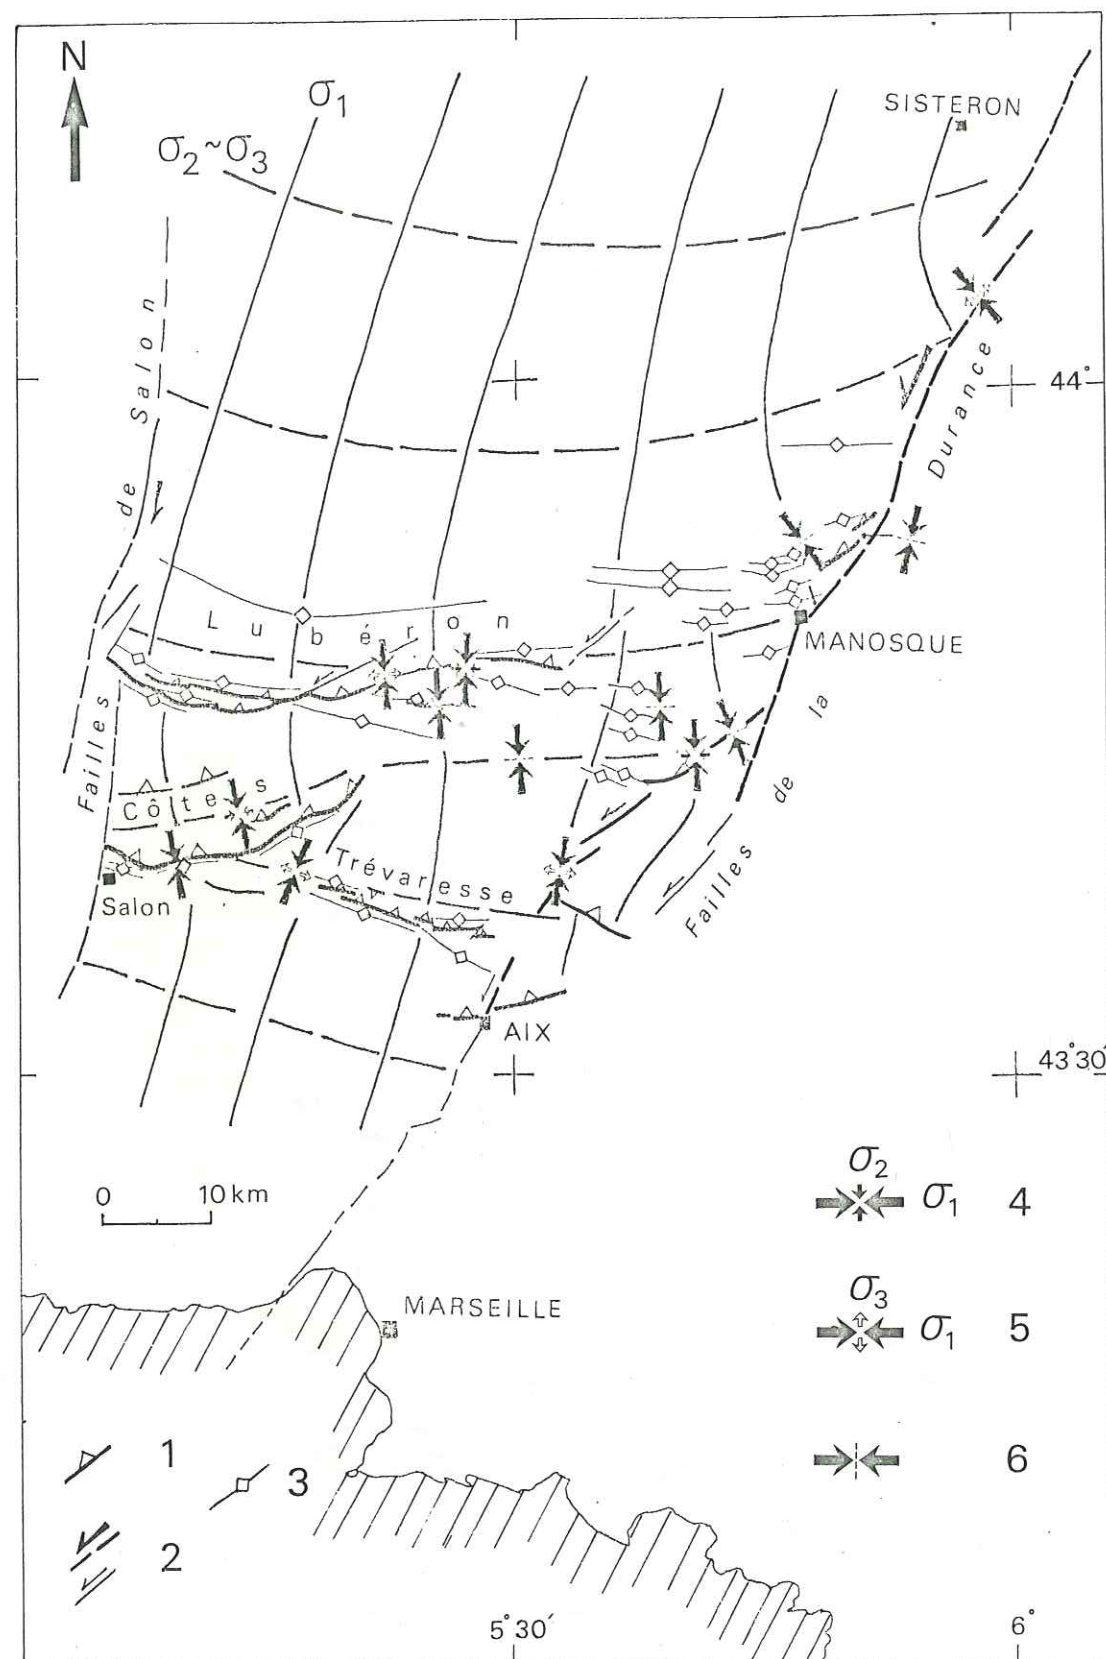 N
σ1
σ2~σ3
SISTERON
Failles de Salon
44°
Durance
Lubéron
MANOSQUE
Failles de la
Côtes
Trévaresse
Salon
AIX
43°30'
0 10 km
σ2
σ1 4
MARSEILLE
σ3
σ1 5
1
3
6
2
5°30'
6°